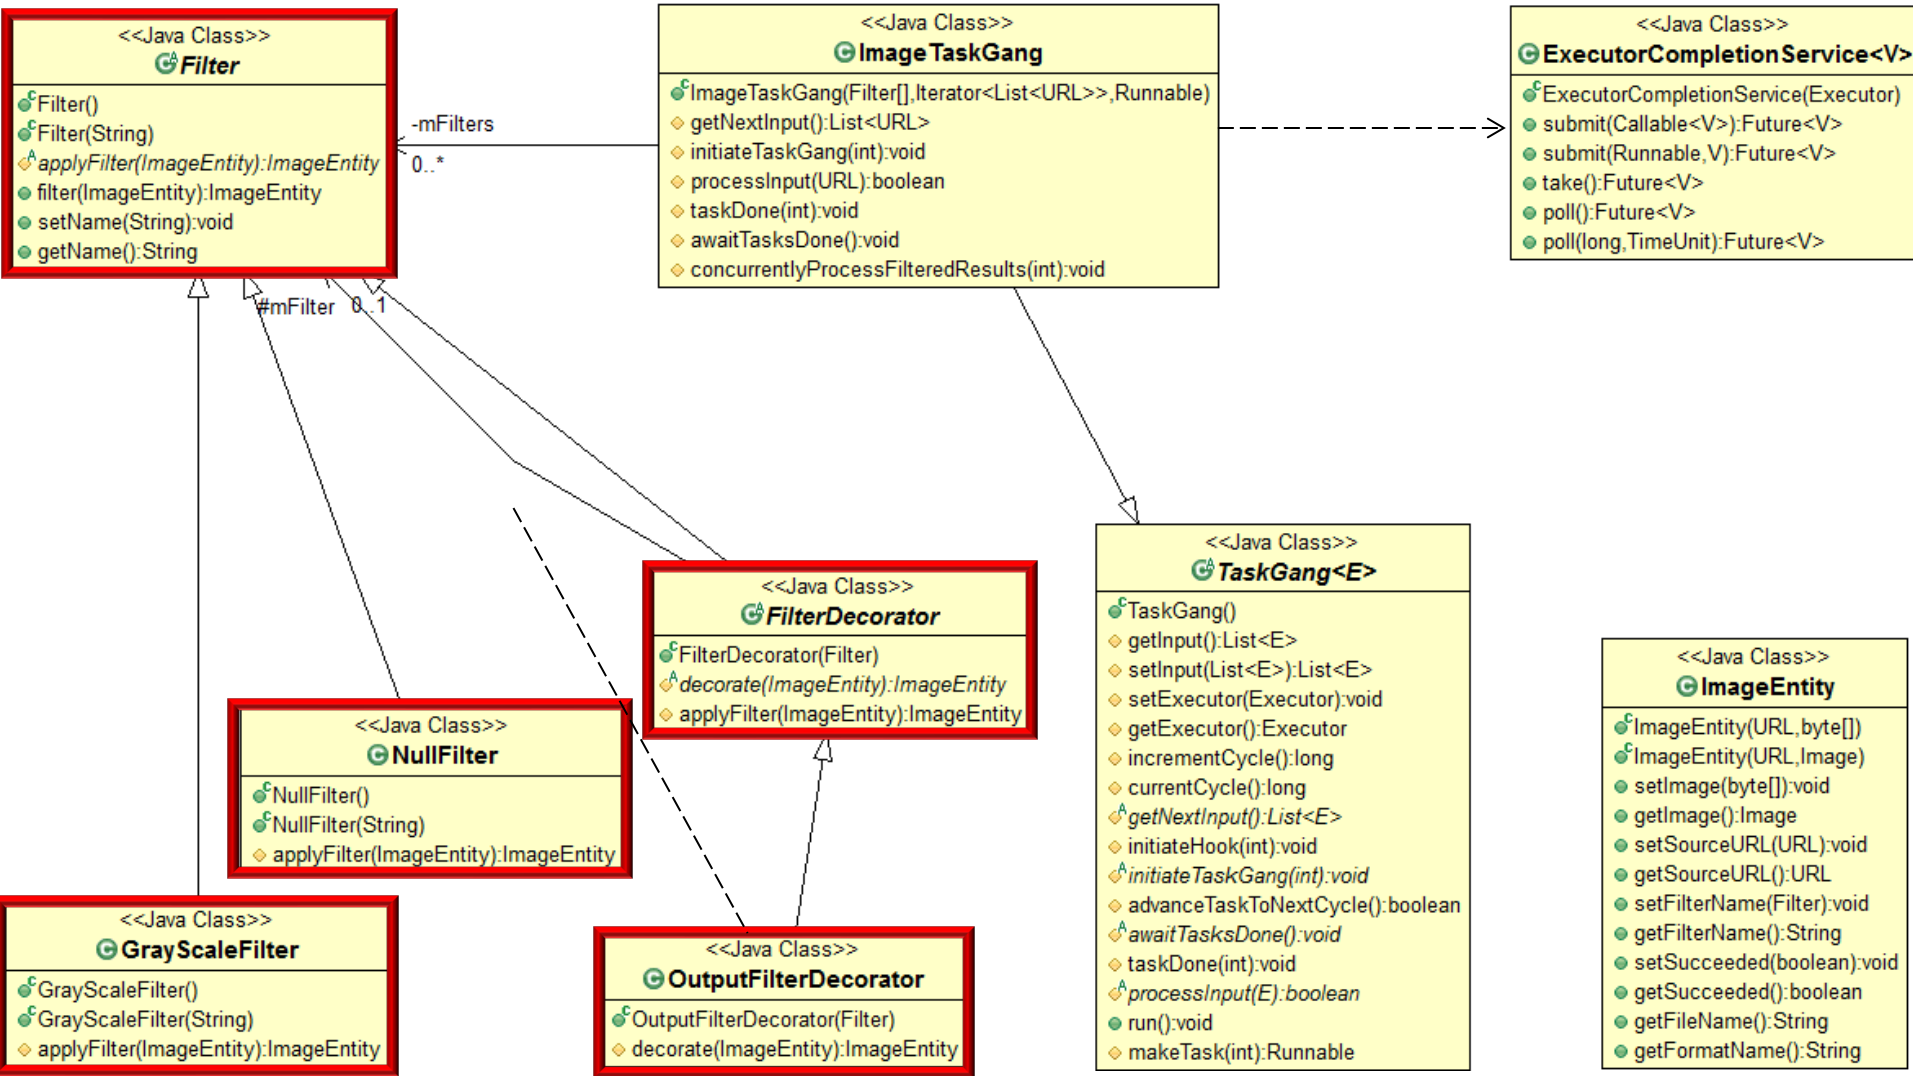 <<Java Class>>
Filter
Filter()
Filter(String)
applyFilter(ImageEntity):ImageEntity
filter(ImageEntity):ImageEntity
setName(String):void
getName():String
-mFilters
0..*
<<Java Class>>
ImageTaskGang
ImageTaskGang(Filter[],Iterator<List<URL>>,Runnable)
getNextInput():List<URL>
initiateTaskGang(int):void
processInput(URL):boolean
taskDone(int):void
awaitTasksDone():void
concurrentlyProcessFilteredResults(int):void
<<Java Class>>
ExecutorCompletionService<V>
ExecutorCompletionService(Executor)
submit(Callable<V>):Future<V>
submit(Runnable,V):Future<V>
take():Future<V>
poll():Future<V>
poll(long,TimeUnit):Future<V>
#mFilter 0..1
<<Java Class>>
FilterDecorator
FilterDecorator(Filter)
decorate(ImageEntity):ImageEntity
applyFilter(ImageEntity):ImageEntity
<<Java Class>>
TaskGang<E>
TaskGang()
getInput():List<E>
setInput(List<E>):List<E>
setExecutor(Executor):void
getExecutor():Executor
incrementCycle():long
currentCycle():long
getNextInput():List<E>
initiateHook(int):void
initiateTaskGang(int):void
advanceTaskToNextCycle():boolean
awaitTasksDone():void
taskDone(int):void
processInput(E):boolean
run():void
makeTask(int):Runnable
<<Java Class>>
ImageEntity
ImageEntity(URL,byte[])
ImageEntity(URL,Image)
setImage(byte[]):void
getImage():Image
setSourceURL(URL):void
getSourceURL():URL
setFilterName(Filter):void
getFilterName():String
setSucceeded(boolean):void
getSucceeded():boolean
getFileName():String
getFormatName():String
<<Java Class>>
NullFilter
NullFilter()
NullFilter(String)
applyFilter(ImageEntity):ImageEntity
<<Java Class>>
GrayScaleFilter
GrayScaleFilter()
GrayScaleFilter(String)
applyFilter(ImageEntity):ImageEntity
<<Java Class>>
OutputFilterDecorator
OutputFilterDecorator(Filter)
decorate(ImageEntity):ImageEntity